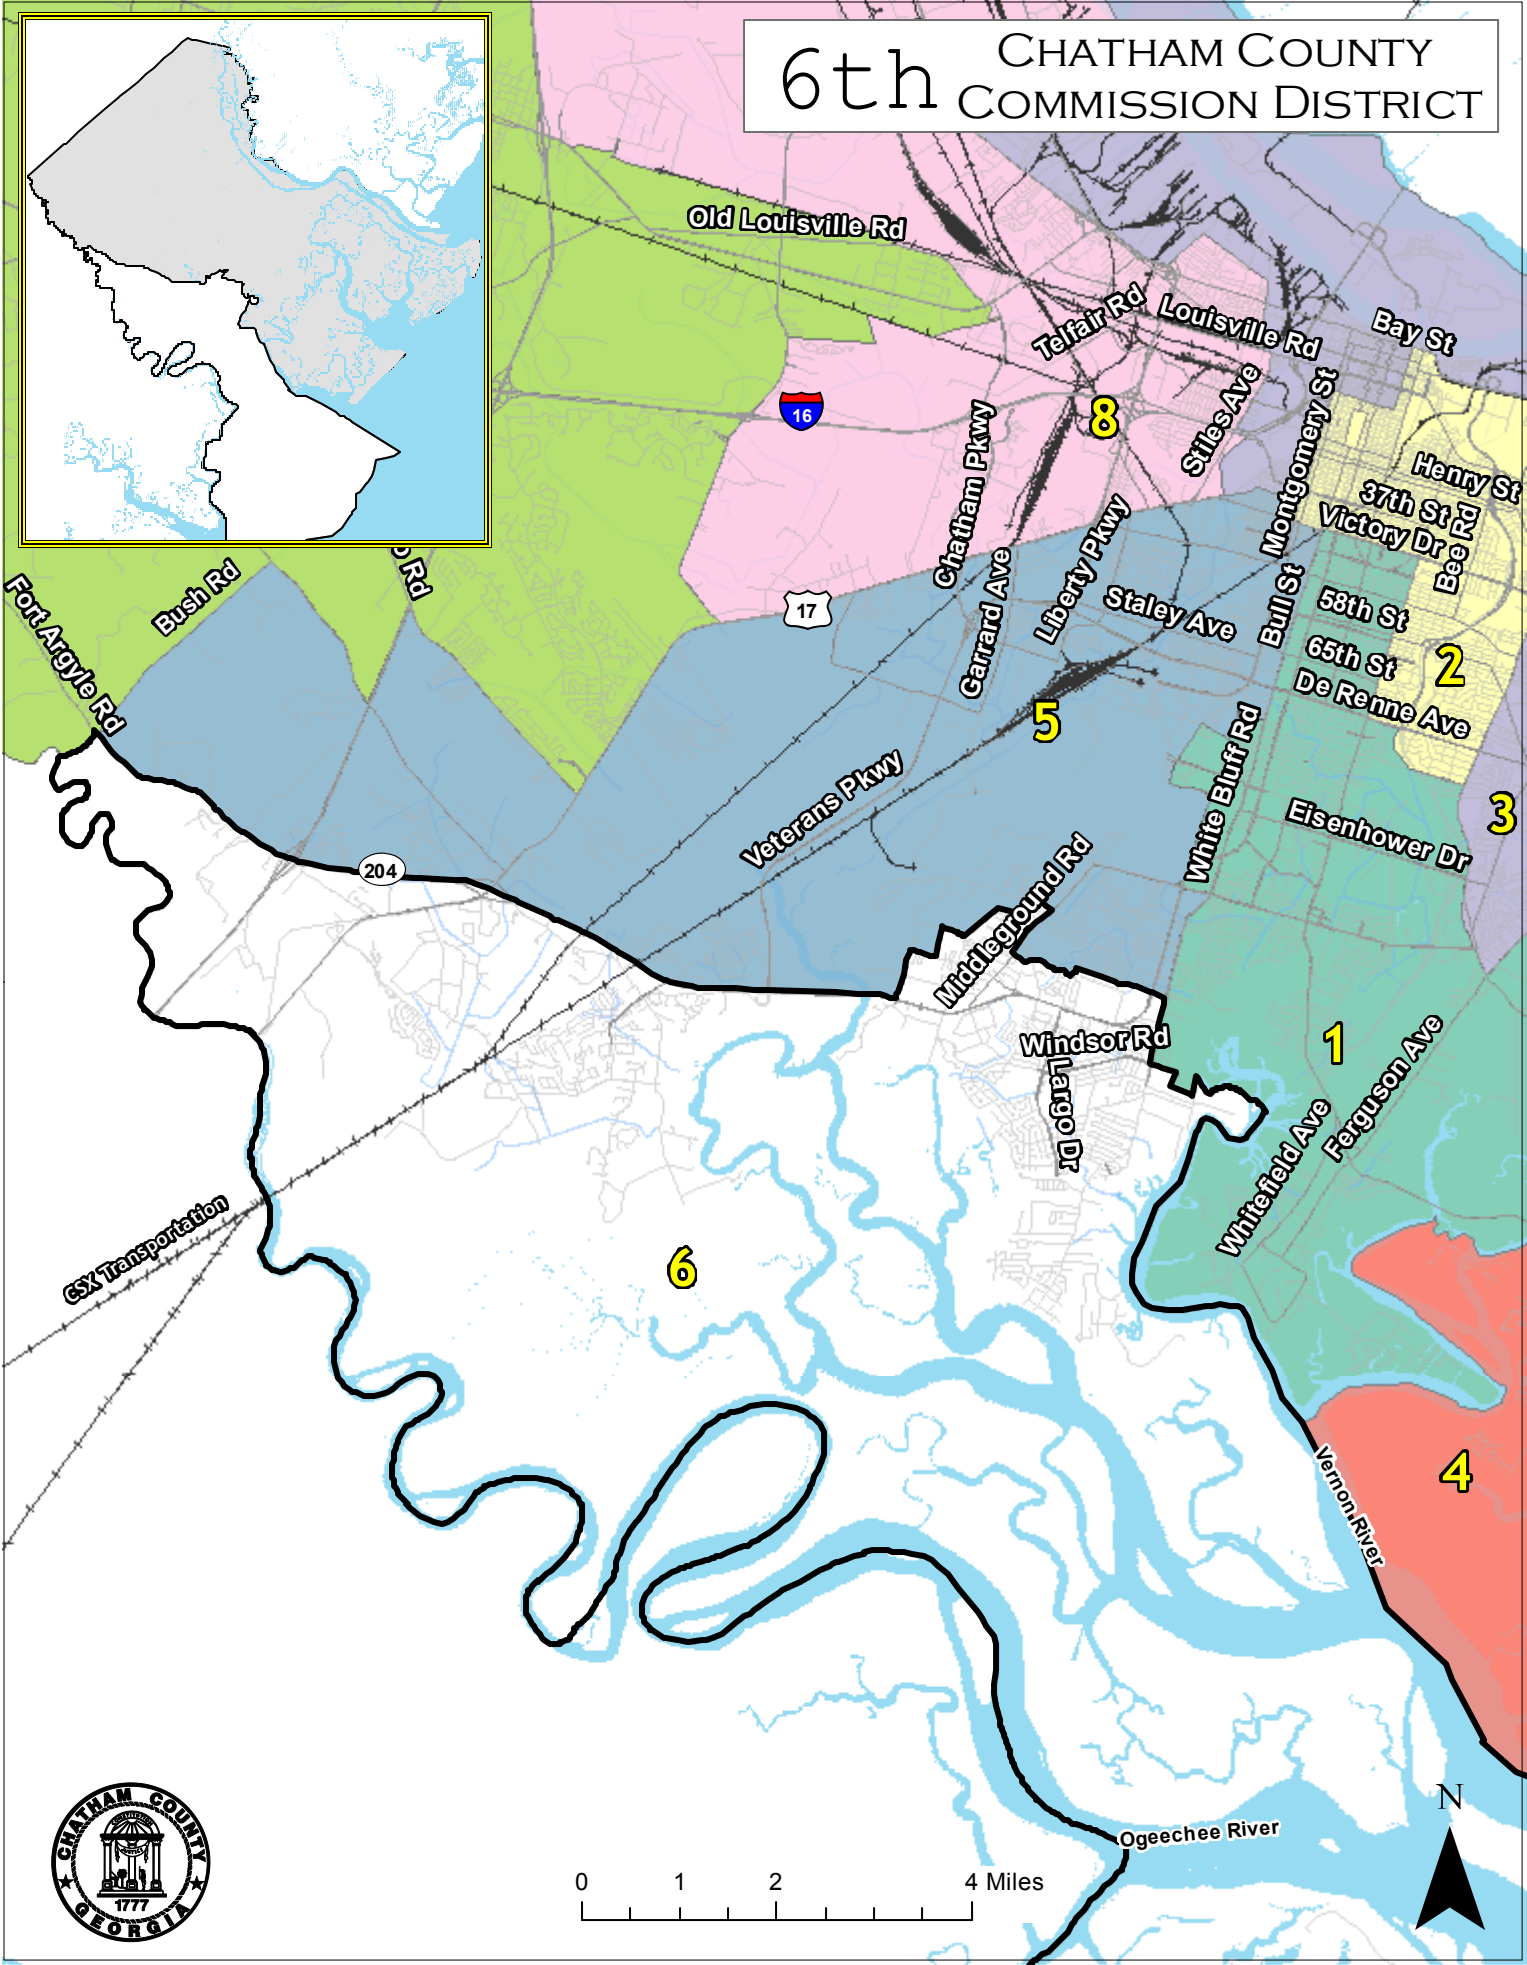 6th
CHATHAM COUNTY
COMMISSION DISTRICT
Old Louisville Rd
Telfair Rd
Louisville Rd
Bay St
16
8
Stiles Ave
Montgomery St
Chatham Pkwy
Henry St
37th St
Victory Dr
Bee Rd
Liberty Pkwy
Garrard Ave
17
Staley Ave
Bull St
58th St
65th St
2
De Renne Ave
o Rd
Bush Rd
Fort Argyle Rd
5
Veterans Pkwy
White Bluff Rd
3
Eisenhower Dr
204
Middleground Rd
Windsor Rd
Largo Dr
1
Ferguson Ave
Whitefield Ave
CSX Transportation
6
4
Vernon River
Ogeechee River
N
0 1 2 4 Miles
CHATHAM COUNTY
1777
GEORGIA